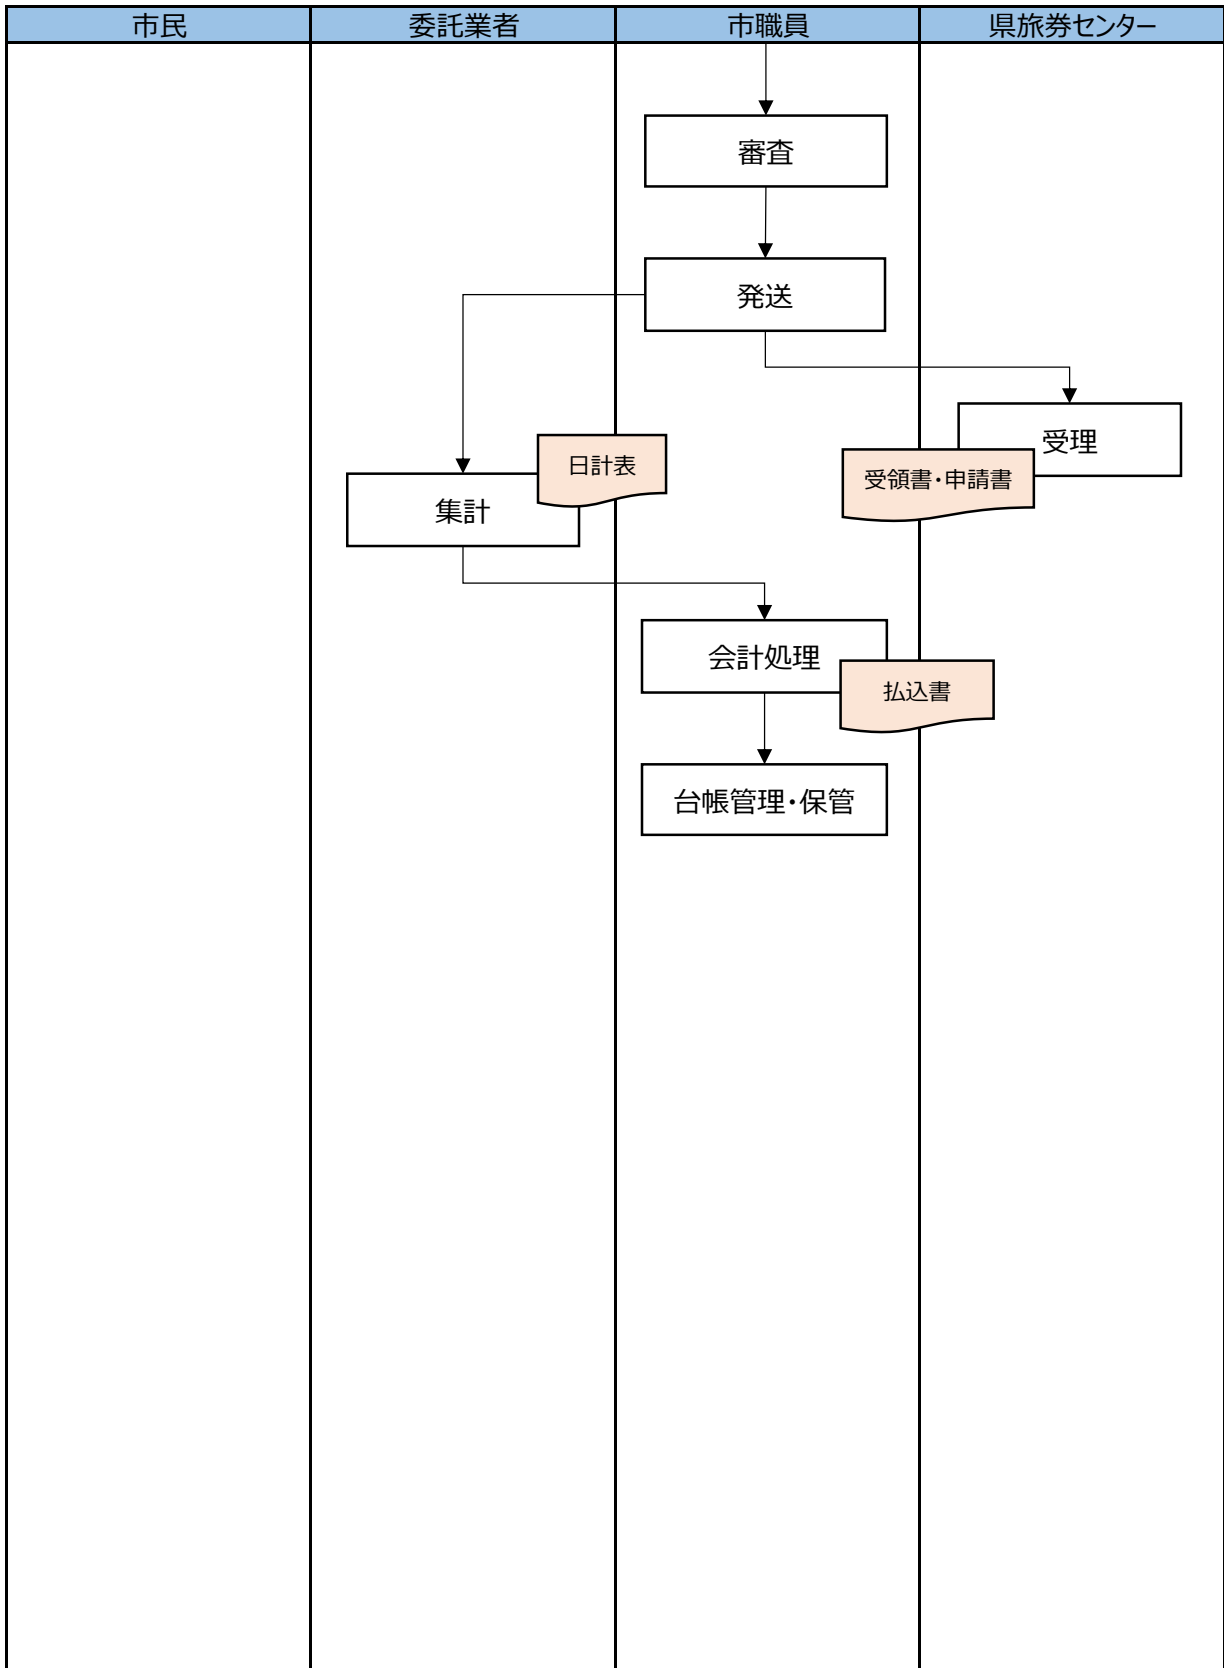 市民
委託業者
市職員
県旅券センター
審査
発送
受理
受領書・申請書
日計表
集計
会計処理
払込書
台帳管理・保管